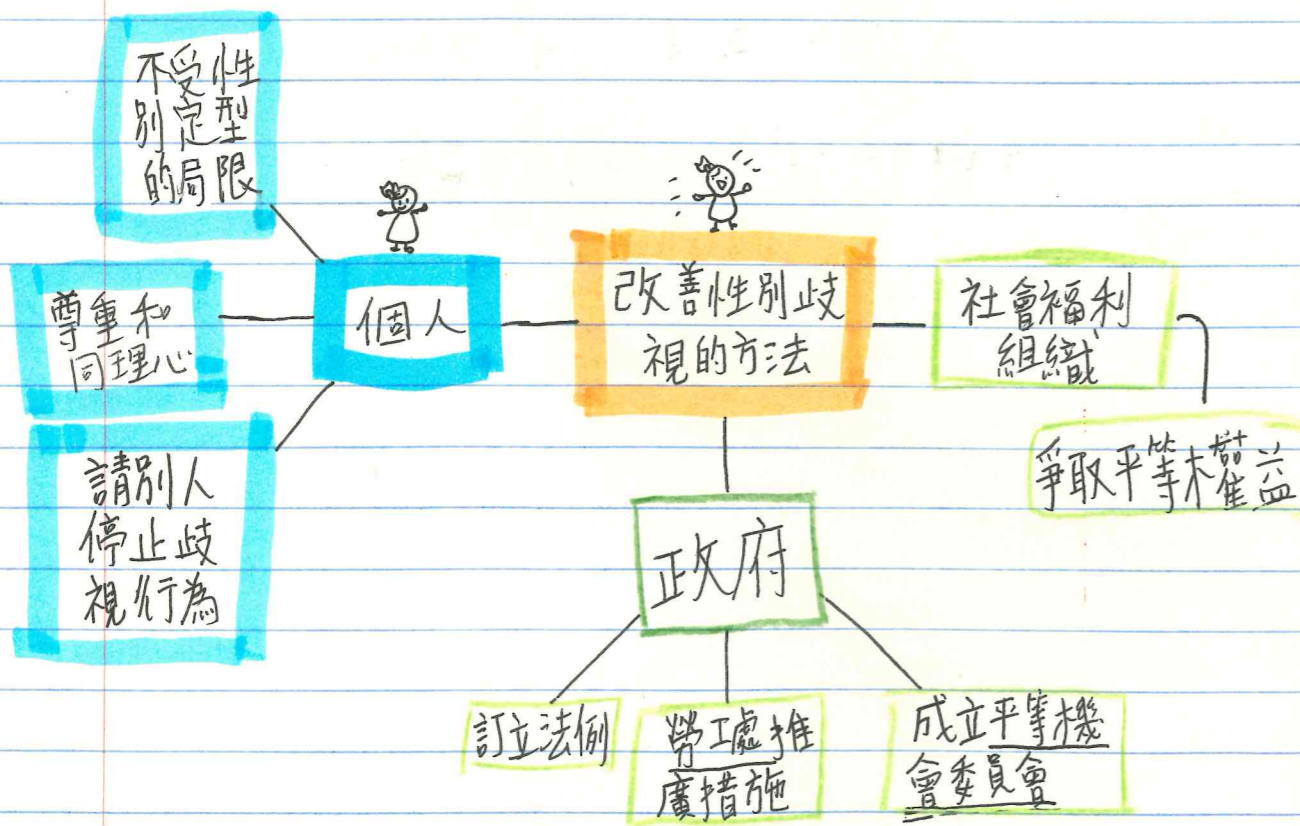 不受性
別定型
的局限
尊重和
同理心
請別人
停止歧
視行為
個人
改善性別歧
視的方法
社會福利
組織
爭取平等權益
政府
訂立法例
勞工處推
廣措施
成立平等機
會委員會